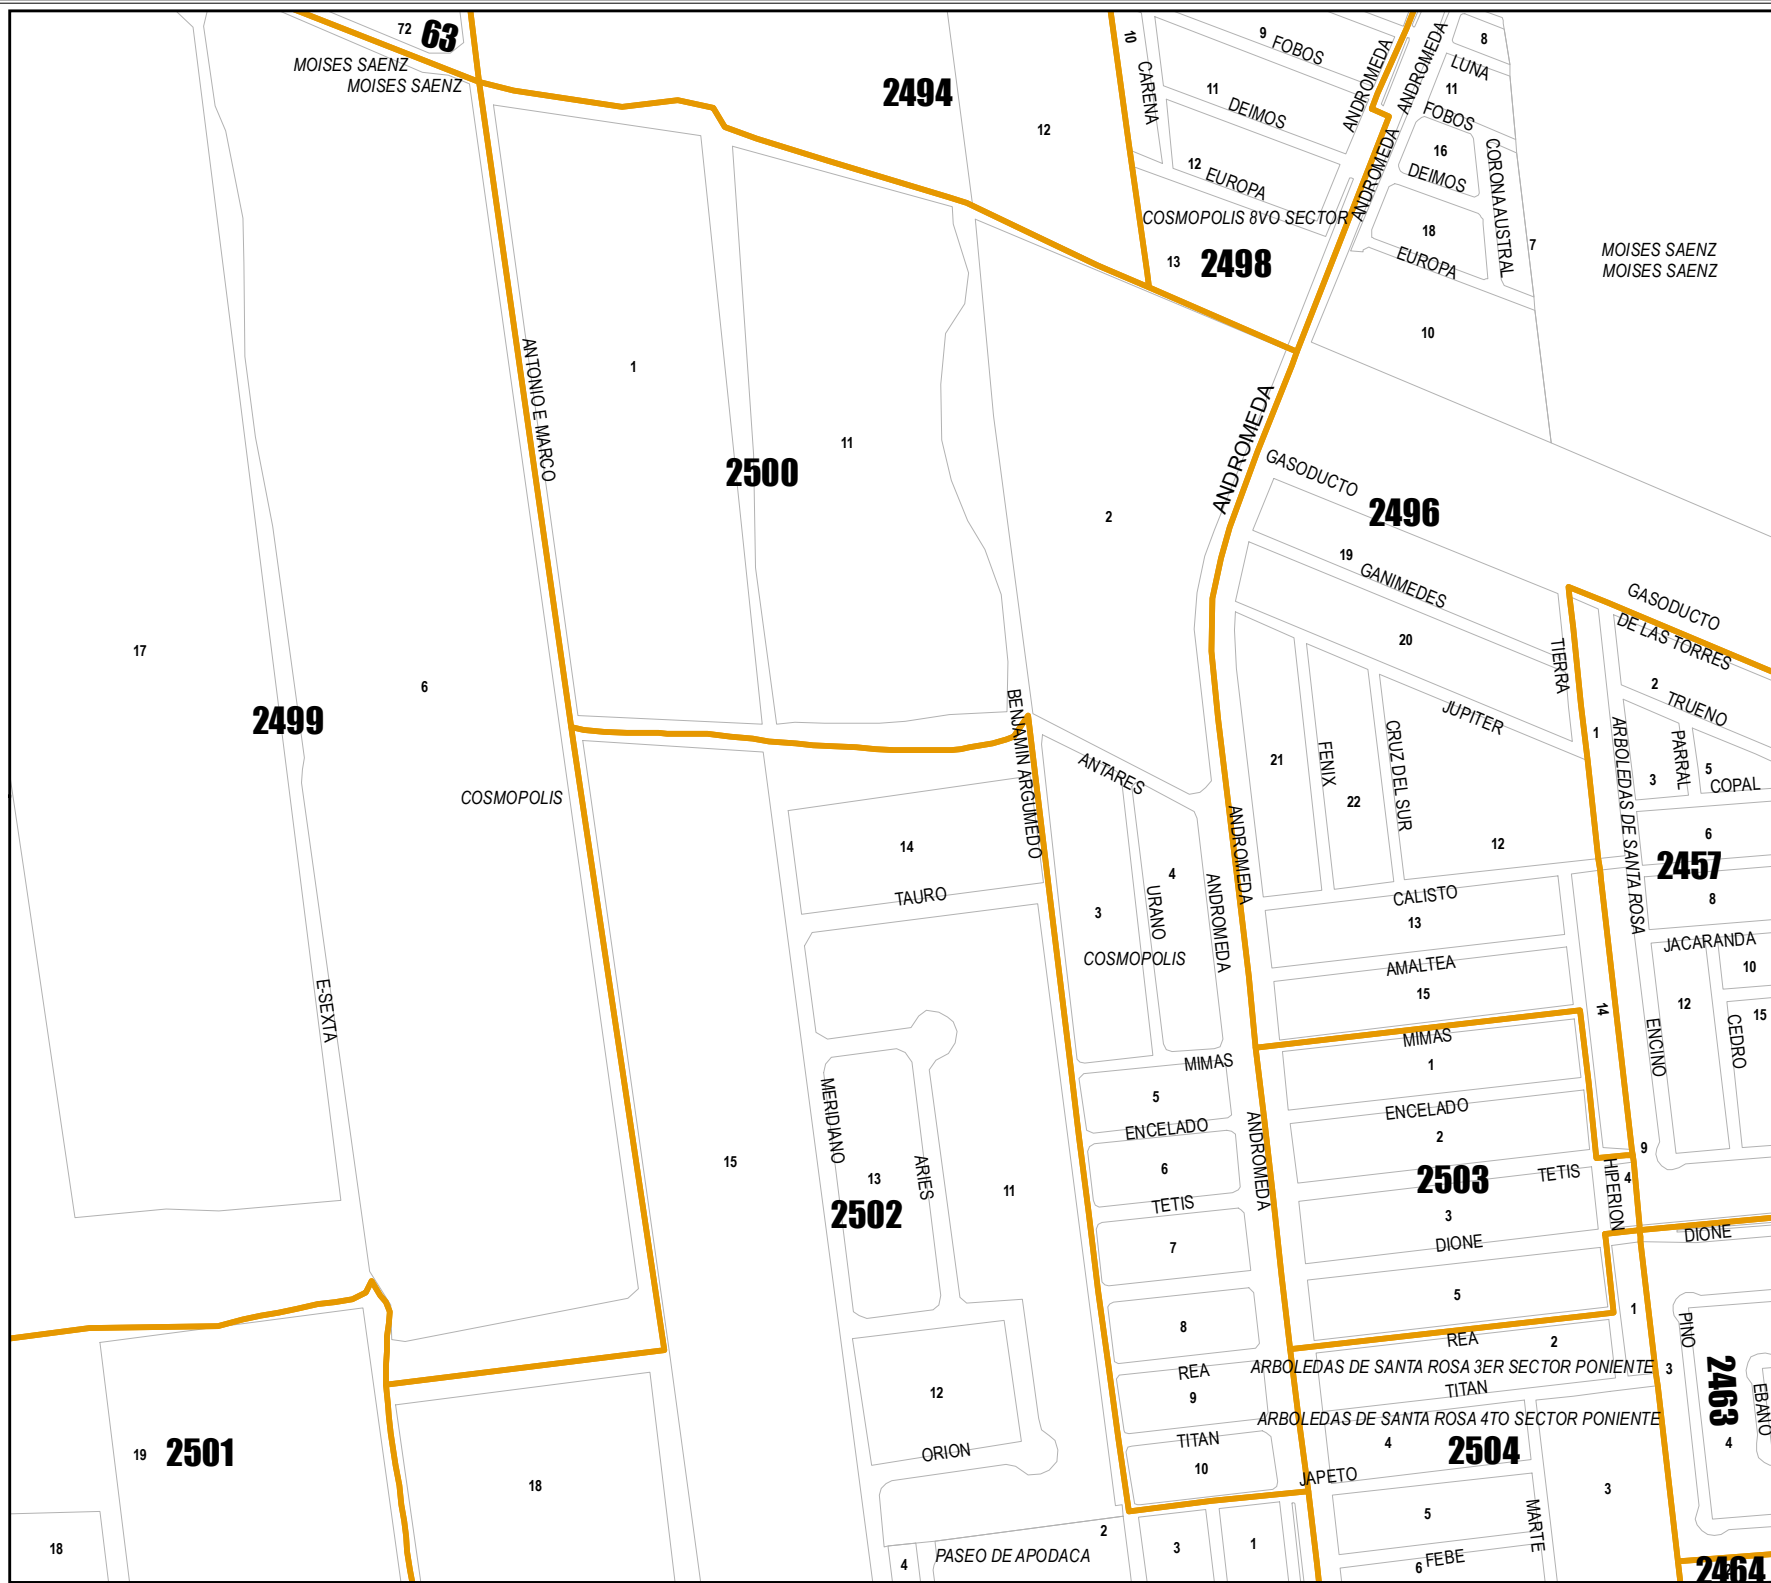 72
63
MOISES SAENZ
MOISES SAENZ
2494
12
10
CARENA
9
FOBOS
11
DEIMOS
12
EUROPA
ANDROMEDA
ANDROMEDA
ANDROMEDA
8
LUNA
11
FOBOS
16
DEIMOS
CORONA AUSTRAL
18
EUROPA
7
COSMOPOLIS 8VO SECTOR
13
2498
MOISES SAENZ
MOISES SAENZ
10
ANTONIO E MARCO
1
11
2500
2
ANDROMEDA
GASODUCTO
2496
19
GANIMEDES
20
JUPITER
TIERRA
GASODUCTO
DE LAS TORRES
2
TRUENO
1
ARBOLEDAS DE SANTA ROSA
PARRAL
3
5
COPAL
6
2457
8
JACARANDA
10
12
15
ENCINO
CEDRO
17
6
2499
COSMOPOLIS
E-SEXTA
BENJAMIN ARGUMEDO
ANTARES
21
FENIX
22
CRUZ DEL SUR
12
14
TAURO
3
URANO
4
ANDROMEDA
ANDROMEDA
COSMOPOLIS
CALISTO
13
AMALTEA
15
14
MIMAS
1
MIMAS
5
ENCELADO
ENCELADO
2
6
TETIS
2503
TETIS
HIPERION
4
9
ANDROMEDA
3
DIONE
DIONE
7
5
1
8
REA
REA
2
ARBOLEDAS DE SANTA ROSA 3ER SECTOR PONIENTE
3
PINO
2463
EBANO
4
9
TITAN
ARBOLEDAS DE SANTA ROSA 4TO SECTOR PONIENTE
TITAN
4
2504
10
JAPETO
3
MARTE
5
6
FEBE
2464
MERIDIANO
15
13
ARIES
11
2502
12
ORION
19
2501
18
18
2
PASEO DE APODACA
4
3
1